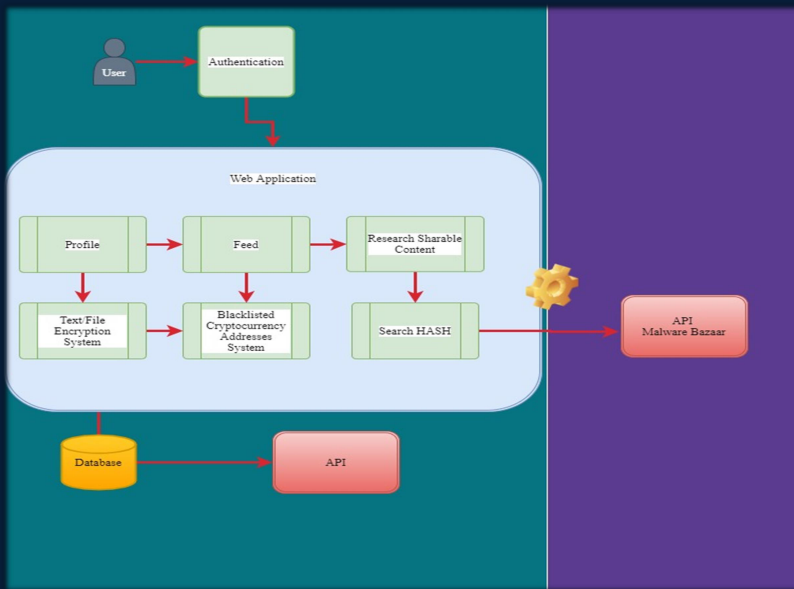 User
Authentication
Web Application
Profile
Feed
Research Sharable
Content
Text/File
Encryption
System
Blacklisted
Cryptocurrency
Addresses
System
Search HASH
API
Malware Bazaar
Database
API